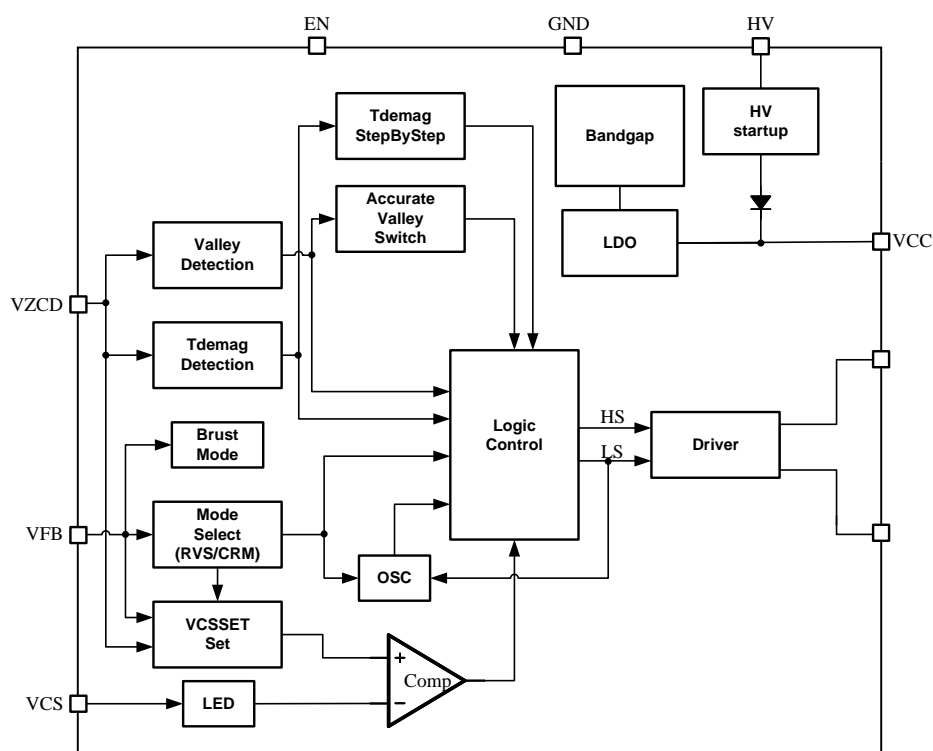 EN
GND
HV
Tdemag
StepByStep
Bandgap
HV
startup
Accurate
Valley
Switch
Valley
Detection
LDO
VCC
VZCD
Tdemag
Detection
Brust
Mode
Logic
Control
HS
LS
Driver
VFB
Mode
Select
(RVS/CRM)
OSC
VCSSET
Set
+
Comp
−
VCS
LED